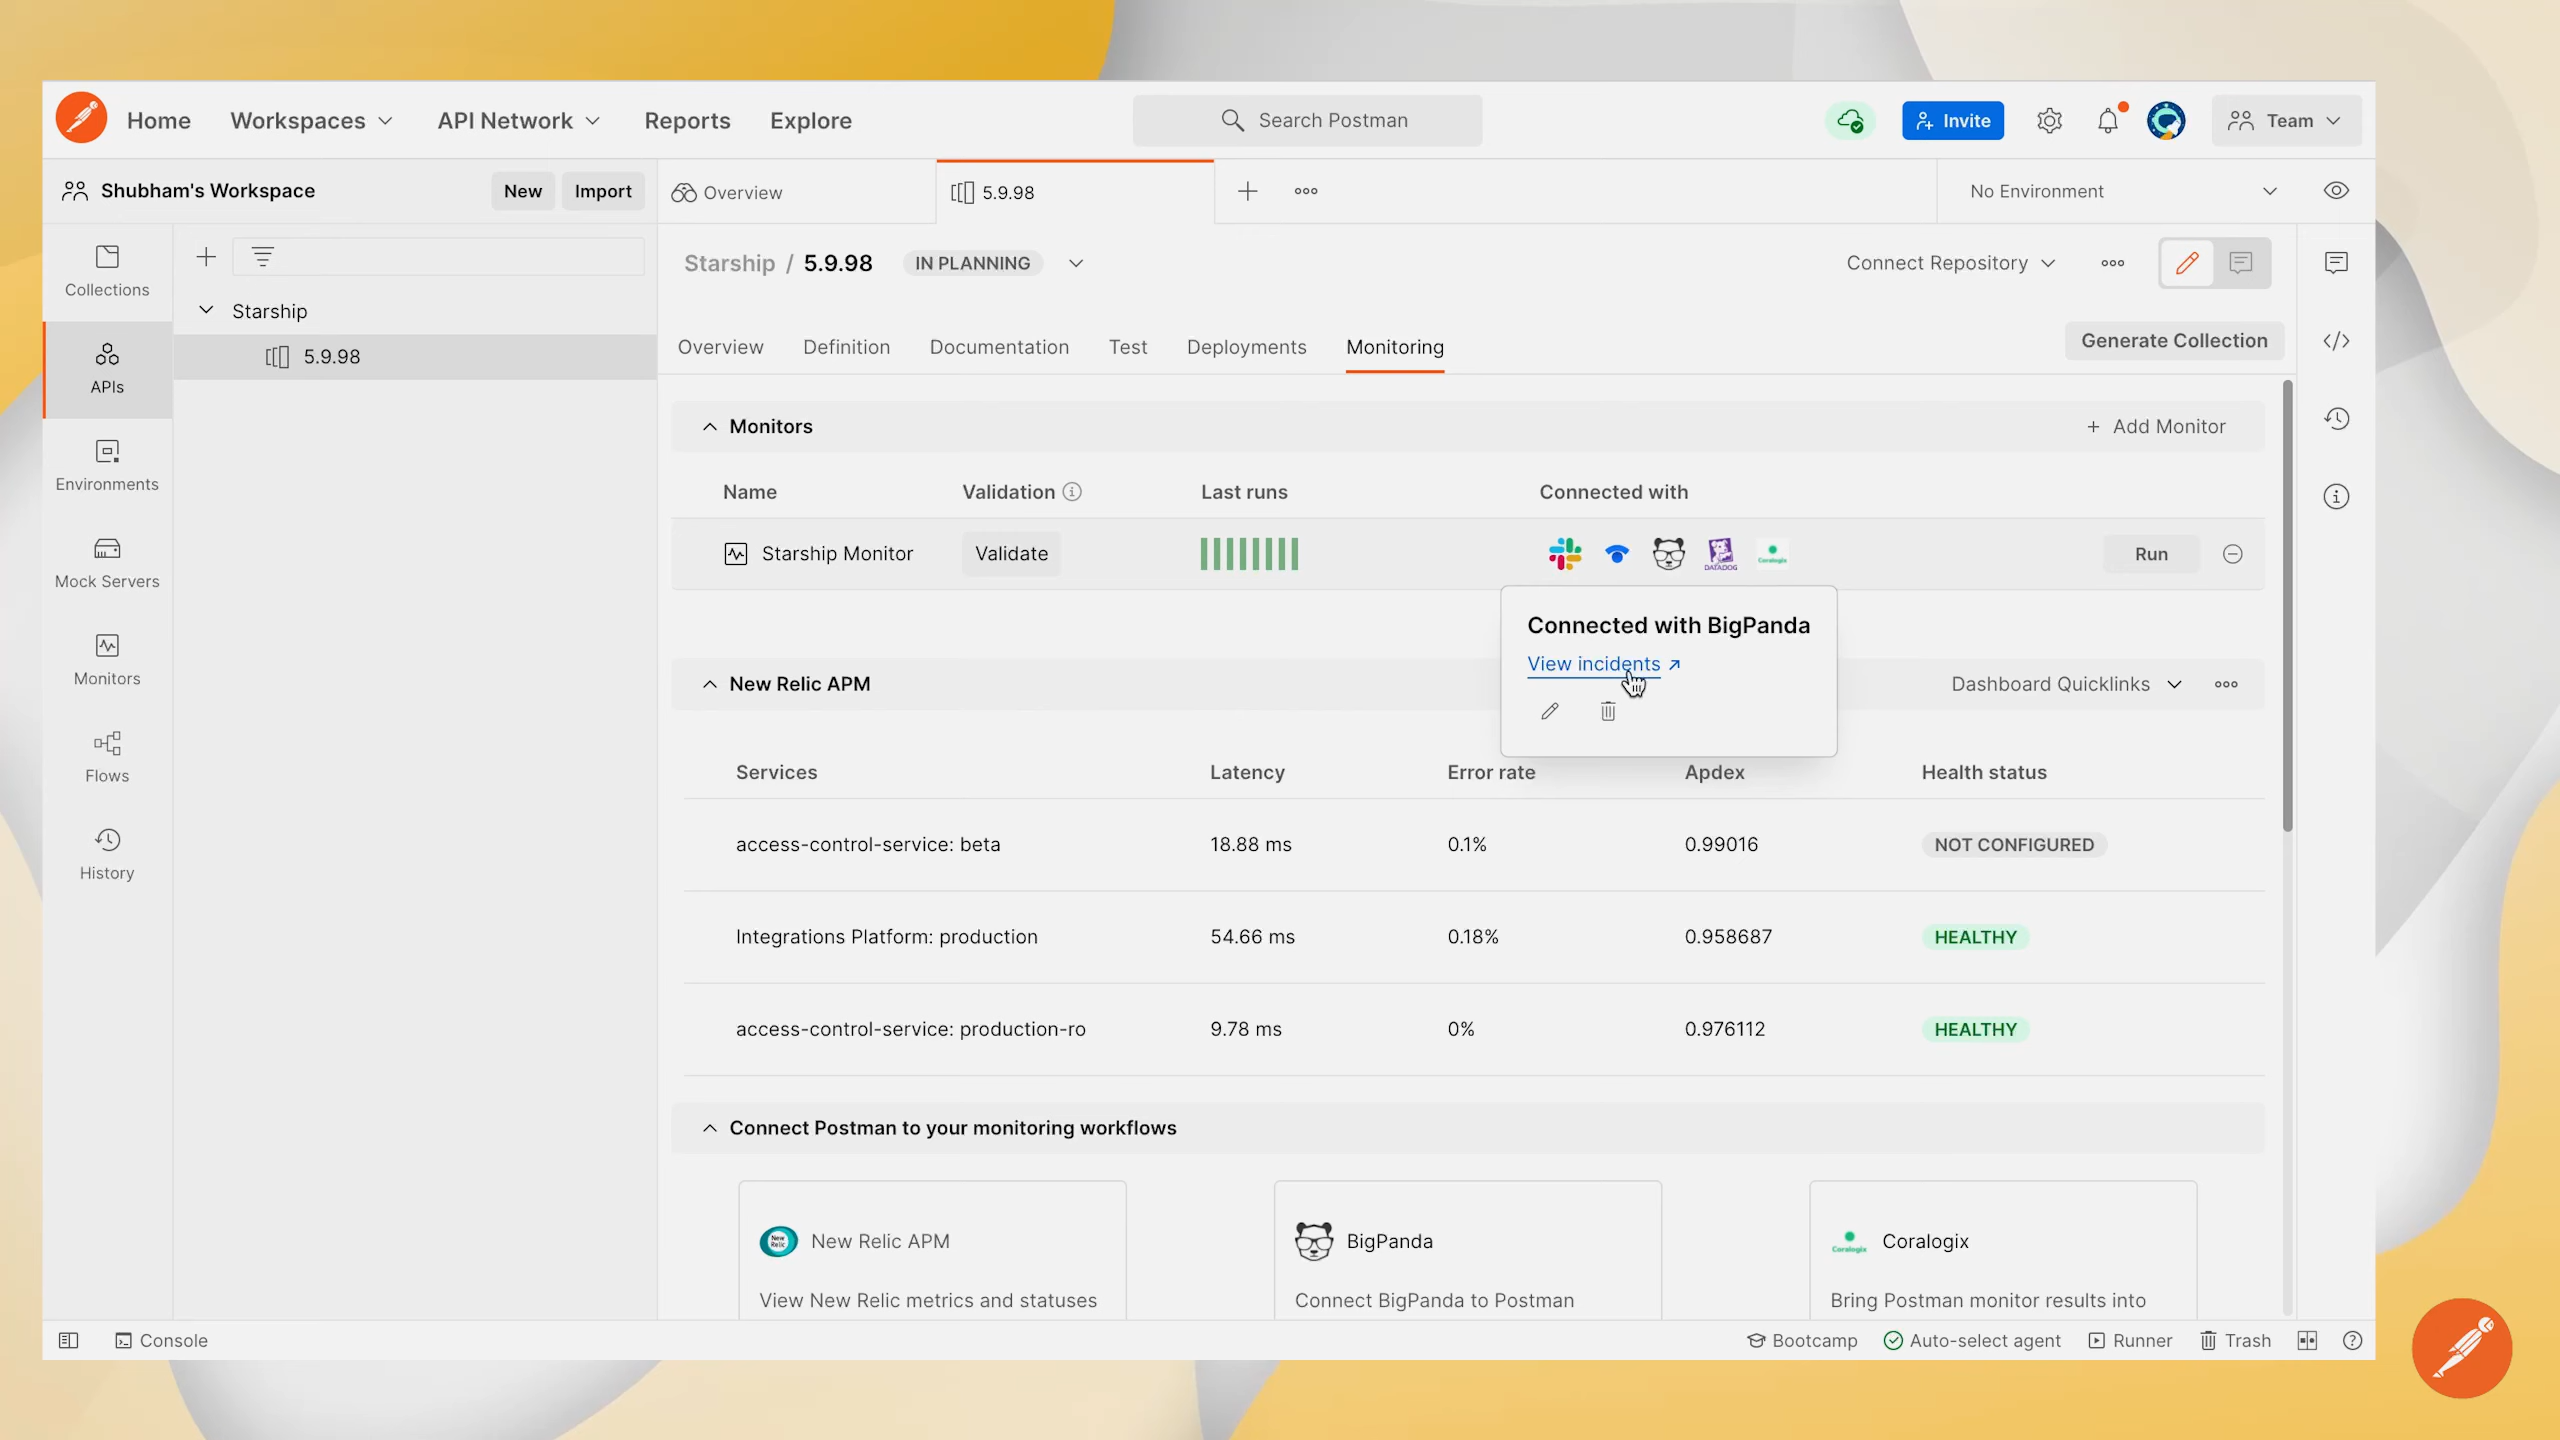 Home
Workspaces
API Network
Reports
Explore
Search Postman
Invite
Team
Shubham's Workspace
New
Import
Overview
5.9.98
No Environment
Collections
APIs
Environments
Mock Servers
Monitors
Flows
History
Starship
5.9.98
Starship / 5.9.98
IN PLANNING
Connect Repository
Overview
Definition
Documentation
Test
Deployments
Monitoring
Generate Collection
Monitors
+ Add Monitor
Name
Validation
Last runs
Connected with
Starship Monitor
Validate
DATADOG
Coralogix
Run
Connected with BigPanda
View incidents
New Relic APM
Dashboard Quicklinks
Services
Latency
Error rate
Apdex
Health status
access-control-service: beta
18.88 ms
0.1%
0.99016
NOT CONFIGURED
Integrations Platform: production
54.66 ms
0.18%
0.958687
HEALTHY
access-control-service: production-ro
9.78 ms
0%
0.976112
HEALTHY
Connect Postman to your monitoring workflows
New Relic
New Relic APM
View New Relic metrics and statuses
BigPanda
Connect BigPanda to Postman
Coralogix
Coralogix
Bring Postman monitor results into
Console
Bootcamp
Auto-select agent
Runner
Trash